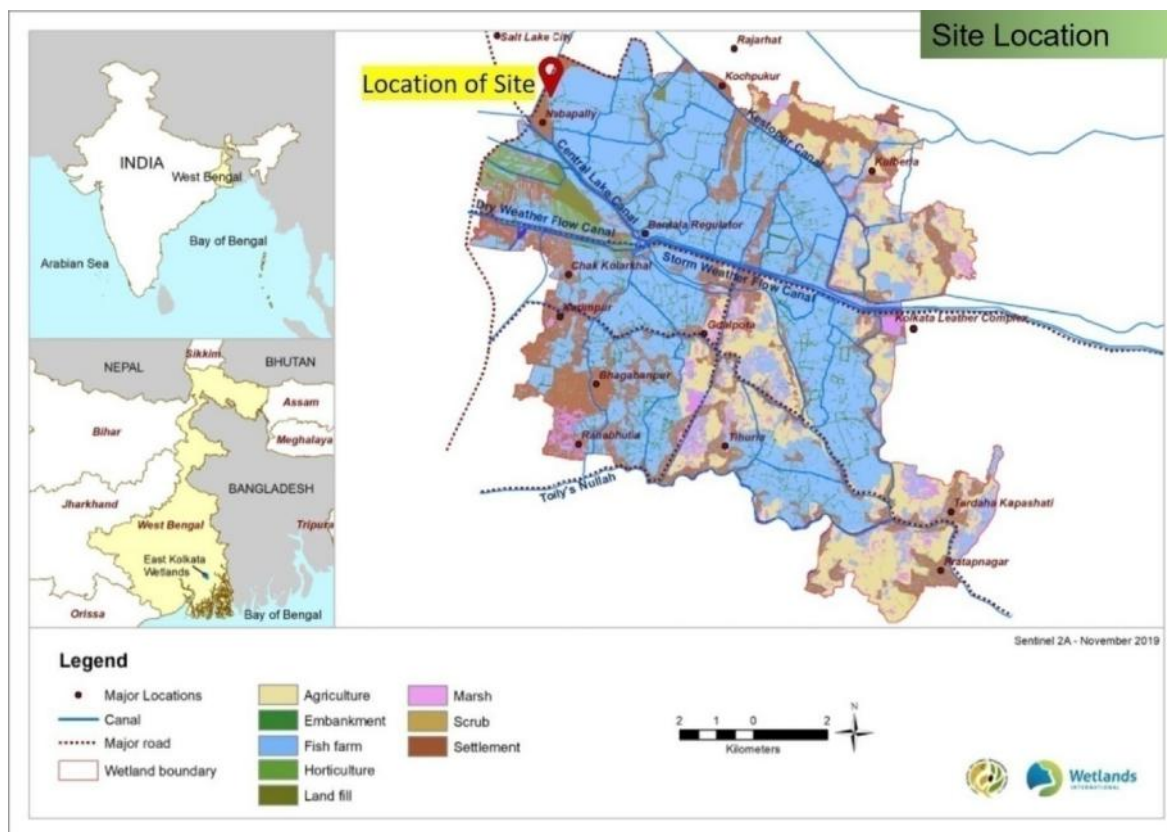 Site Location
INDIA
West Bengal
Bay of Bengal
Arabian Sea
NEPAL
Sikkim
BHUTAN
Assam
Bihar
Meghalaya
BANGLADESH
Jharkhand
West Bengal
Tripura
East Kolkata
Wetlands
Orissa
Bay of Bengal
Salt Lake City
Rajarhat
Location of Site
Kochpukur
Nabapally
Kestopur Canal
Central Lake Canal
Kulberia
Dry Weather Flow Canal
Bantala Regulator
Storm Weather Flow Canal
Chak Kolarkhal
Karimpur
Goalpota
Kolkata Leather Complex
Bhagabanpur
Ranabhutia
Tihuria
Tolly's Nullah
Tardaha Kapashati
Pratapnagar
Sentinel 2A - November 2019
Legend
Major Locations
Canal
Major road
Wetland boundary
Agriculture
Embankment
Fish farm
Horticulture
Land fill
Marsh
Scrub
Settlement
2 1 0 2
Kilometers
N
Wetlands
INTERNATIONAL